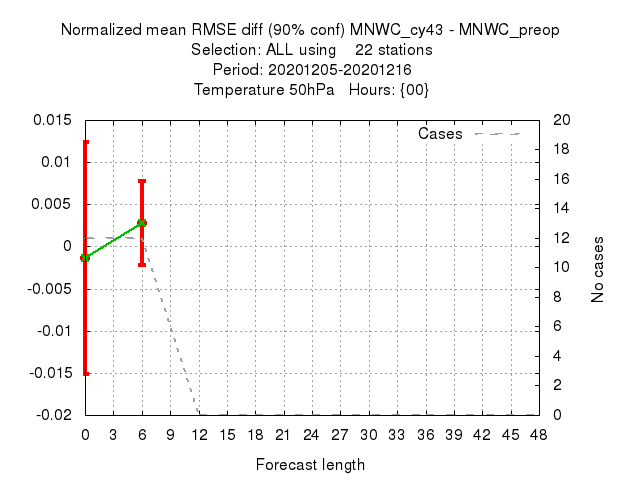 Normalized mean RMSE diff (90% conf) MNWC_cy43 - MNWC_preop
Selection: ALL using    22 stations
Period: 20201205-20201216
Temperature 50hPa   Hours: {00}
0.015
0.01
0.005
0
-0.005
-0.01
-0.015
-0.02
Cases
20
18
16
14
12
10
8
6
4
2
0
No cases
0 3 6 9 12 15 18 21 24 27 30 33 36 39 42 45 48
Forecast length